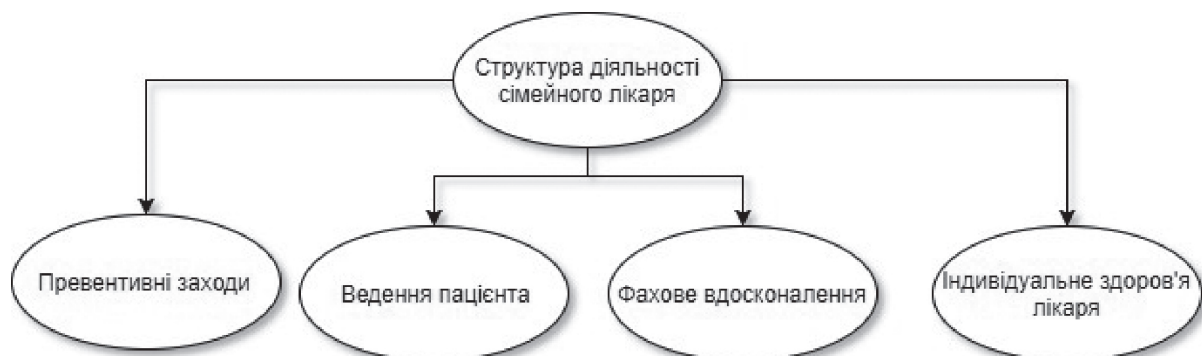 Структура діяльності
сімейного лікаря
Превентивні заходи
Ведення пацієнта
Фахове вдосконалення
Індивідуальне здоров'я
лікаря